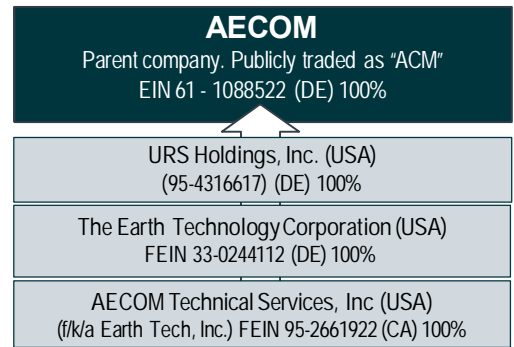 AECOM
Parent company. Publicly traded as “ACM”
EIN 61 - 1088522 (DE) 100%
URS Holdings, Inc. (USA)
(95-4316617) (DE) 100%
The Earth Technology Corporation (USA)
FEIN 33-0244112 (DE) 100%
AECOM Technical Services, Inc (USA)
(f/k/a Earth Tech, Inc.) FEIN 95-2661922 (CA) 100%